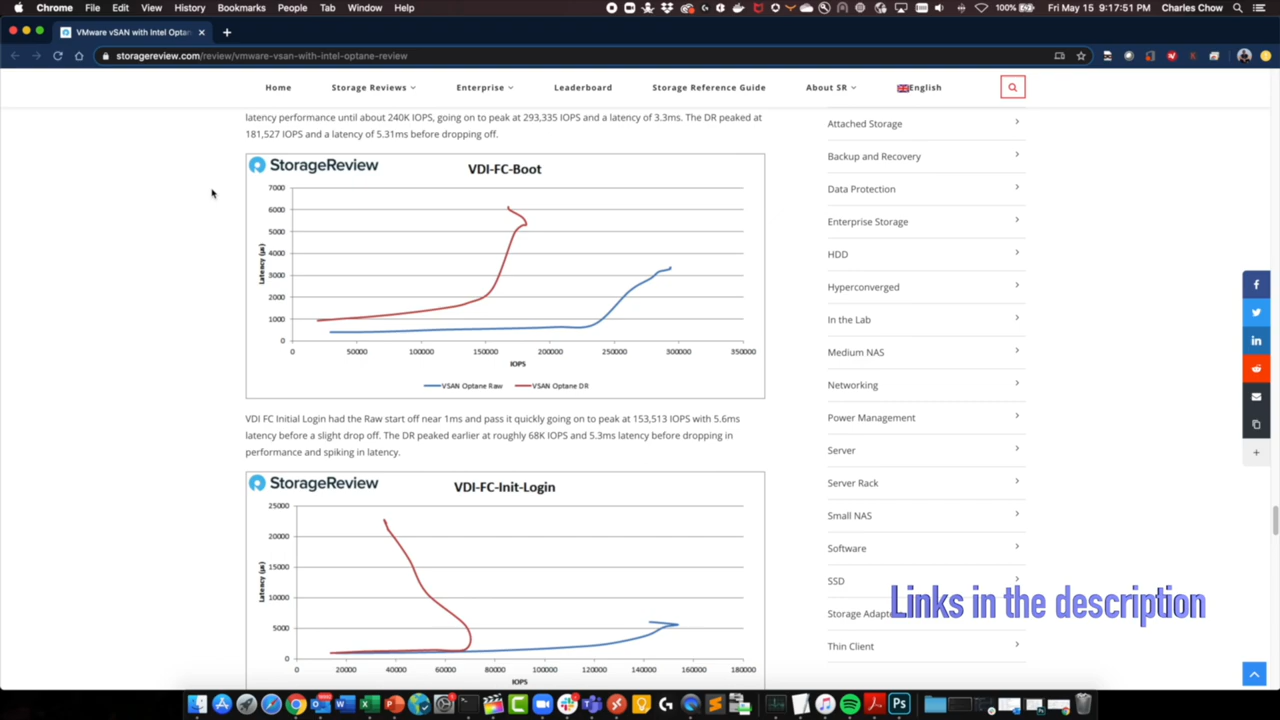 Chrome File Edit View History Bookmarks People Tab Window Help 100% Fri May 15 9:17:51 PM Charles Chow
VMware vSAN with Intel Optan
storagereview.com/review/vmware-vsan-with-intel-optane-review
Home Storage Reviews Enterprise Leaderboard Storage Reference Guide About SR English
latency performance until about 240K IOPS, going on to peak at 293,335 IOPS and a latency of 3.3ms. The DR peaked at
181,527 IOPS and a latency of 5.31ms before dropping off.
StorageReview
VDI-FC-Boot
7000
6000
5000
4000
3000
2000
1000
0
Latency (µs)
0 50000 100000 150000 200000 250000 300000 350000
IOPS
VSAN Optane Raw VSAN Optane DR
VDI FC Initial Login had the Raw start off near 1ms and pass it quickly going on to peak at 153,513 IOPS with 5.6ms
latency before a slight drop off. The DR peaked earlier at roughly 68K IOPS and 5.3ms latency before dropping in
performance and spiking in latency.
StorageReview
VDI-FC-Init-Login
25000
20000
15000
10000
5000
0
Latency (µs)
0 20000 40000 60000 80000 100000 120000 140000 160000 180000
IOPS
Attached Storage
Backup and Recovery
Data Protection
Enterprise Storage
HDD
Hyperconverged
In the Lab
Medium NAS
Networking
Power Management
Server
Server Rack
Small NAS
Software
SSD
Storage Adapte
Thin Client
Links in the description